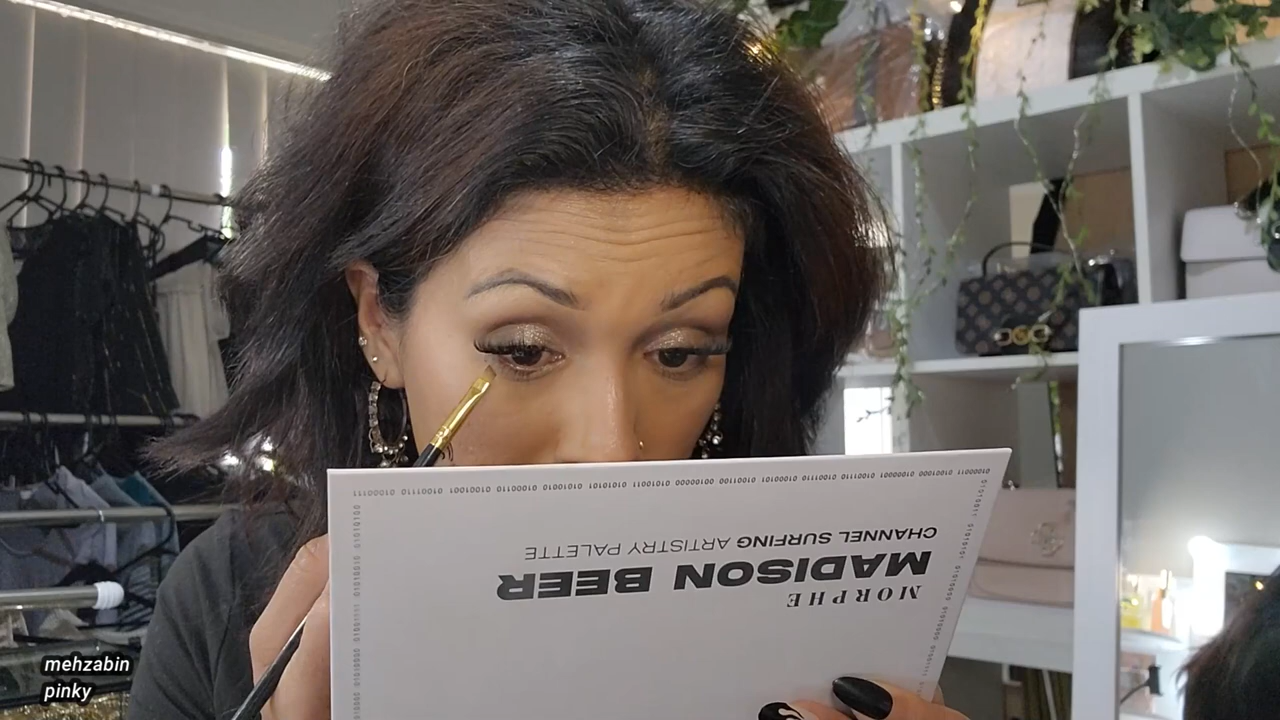 CHANNEL SURFING ARTISTRY PALETTE
MADISON BEER
MORPHE
mehzabin
pinky